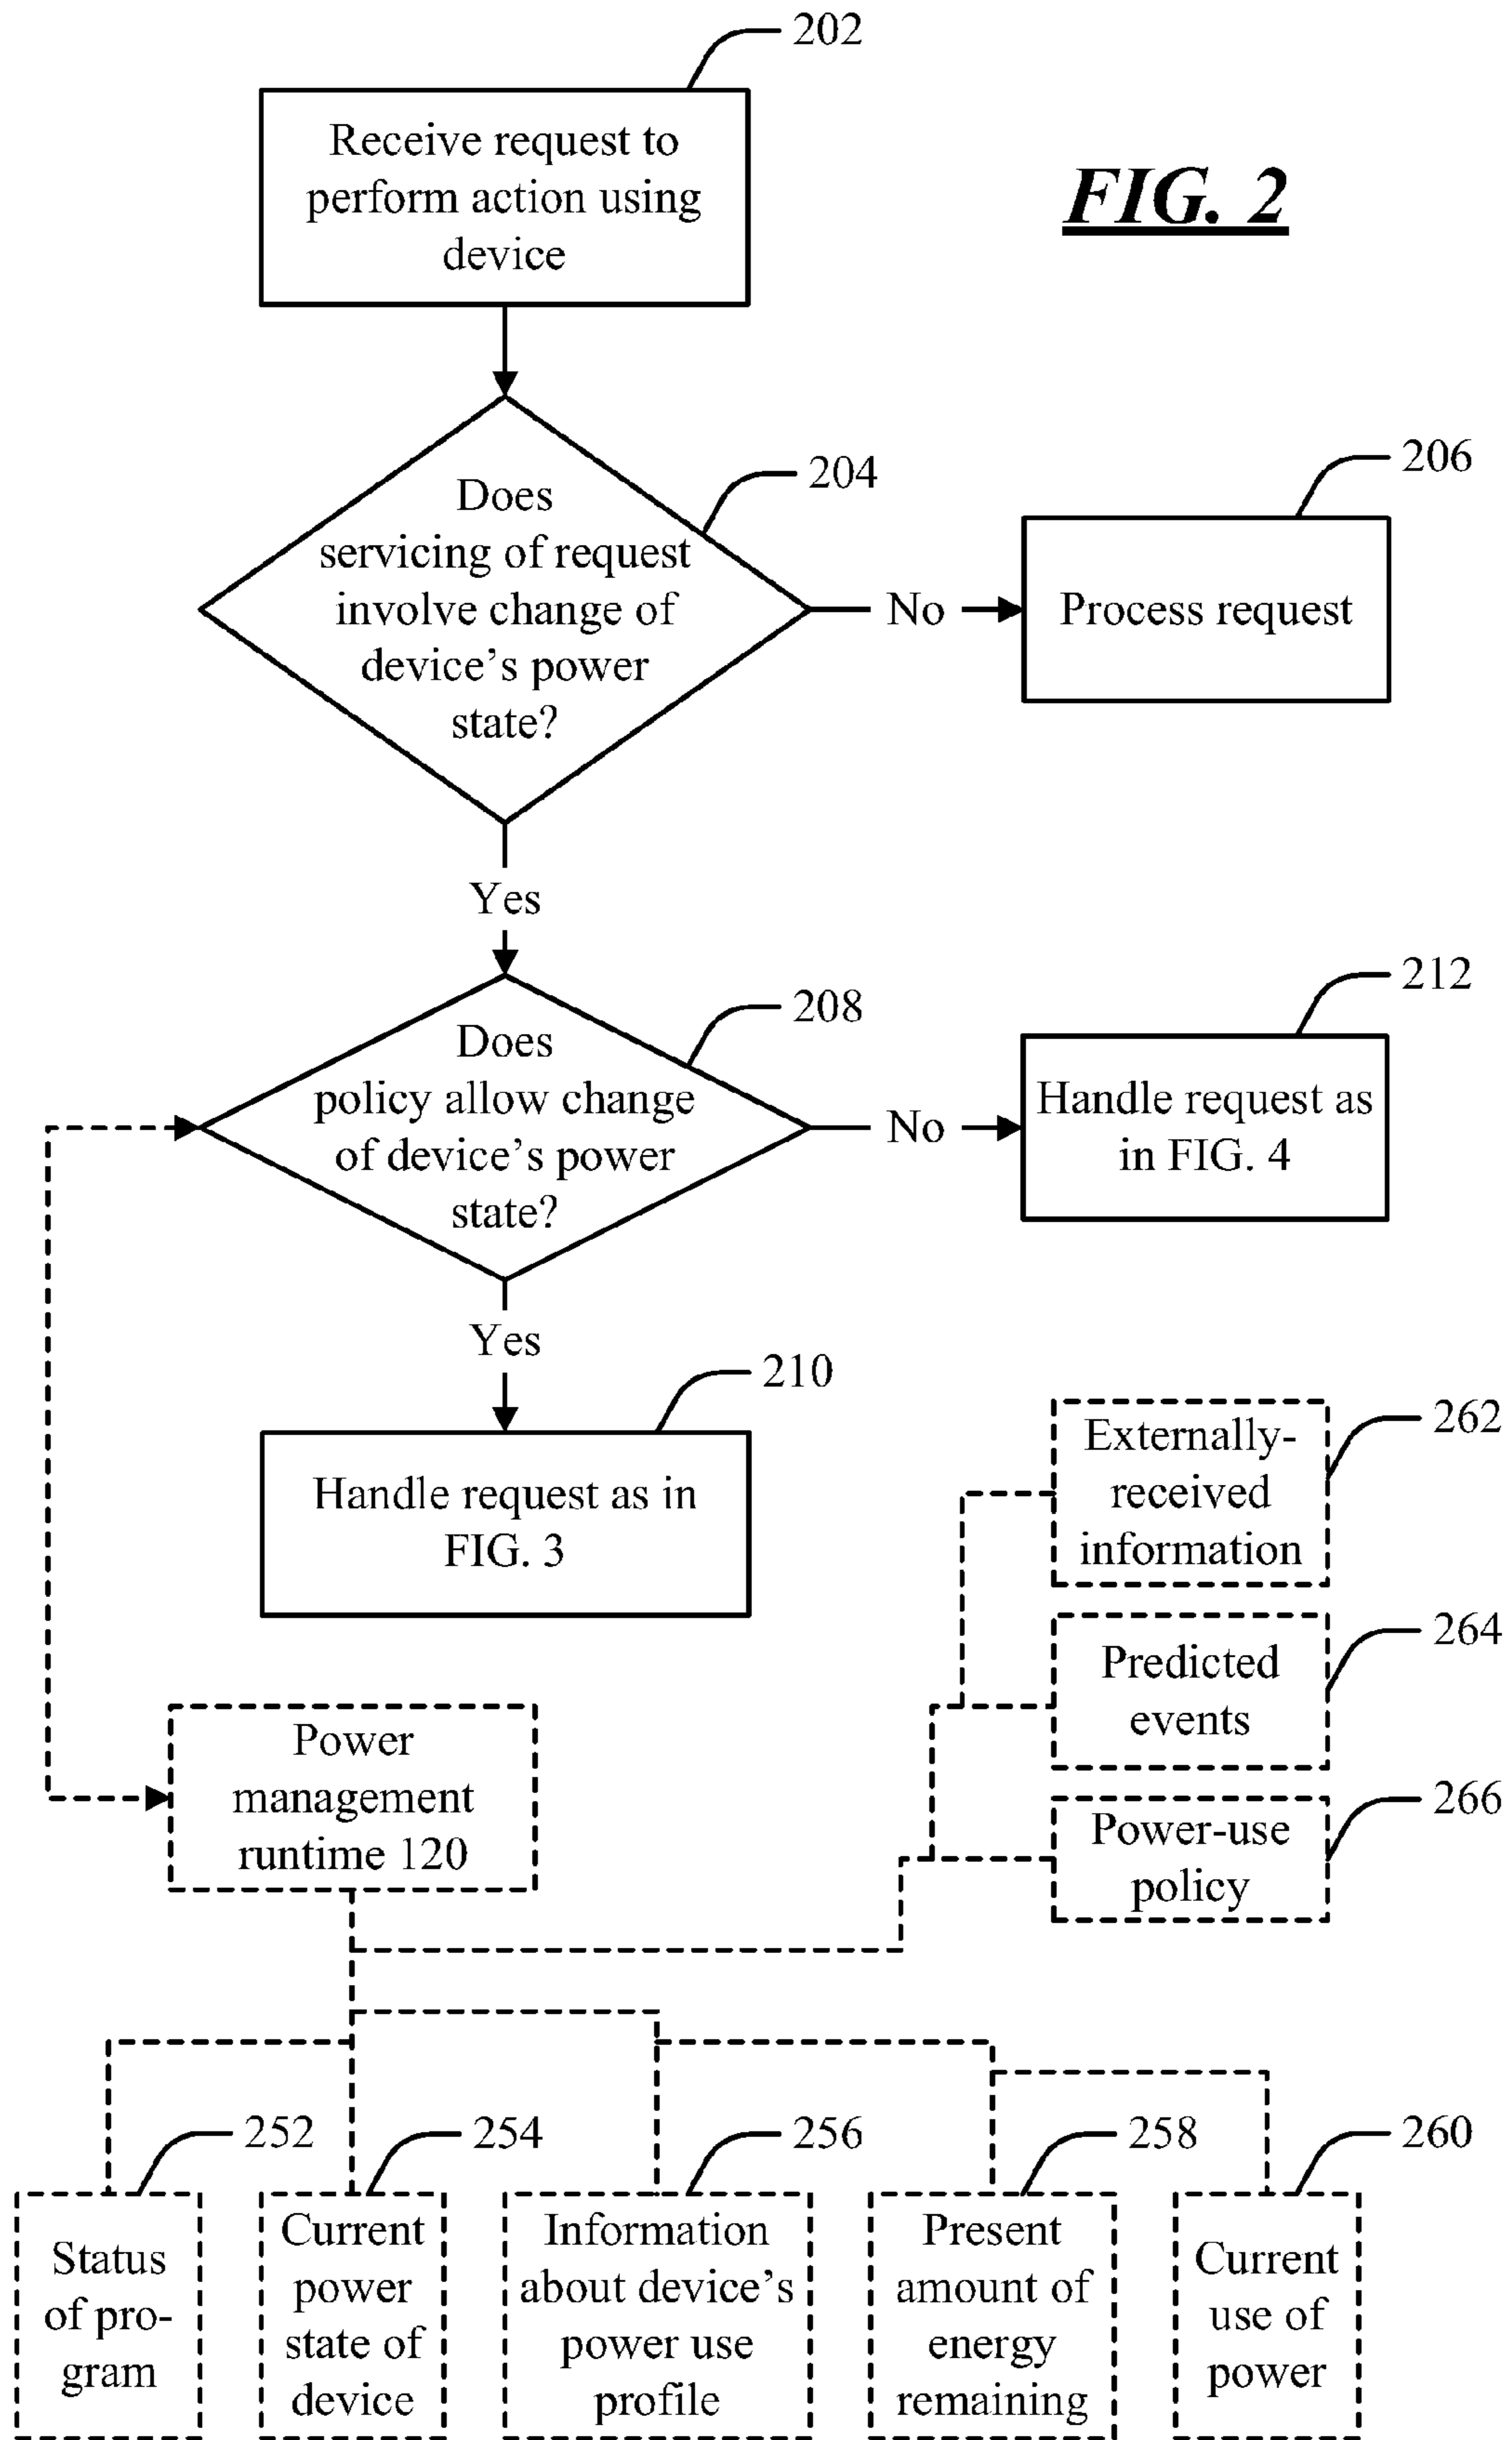 202
Receive request to
perform action using
device
FIG. 2
204
Does
servicing of request
involve change of
device's power
state?
No
206
Process request
Yes
208
Does
policy allow change
of device's power
state?
No
212
Handle request as
in FIG. 4
Yes
210
Handle request as in
FIG. 3
262
Externally-
received
information
264
Predicted
events
266
Power-use
policy
Power
management
runtime 120
252
Status
of pro-
gram
254
Current
power
state of
device
256
Information
about device's
power use
profile
258
Present
amount of
energy
remaining
260
Current
use of
power